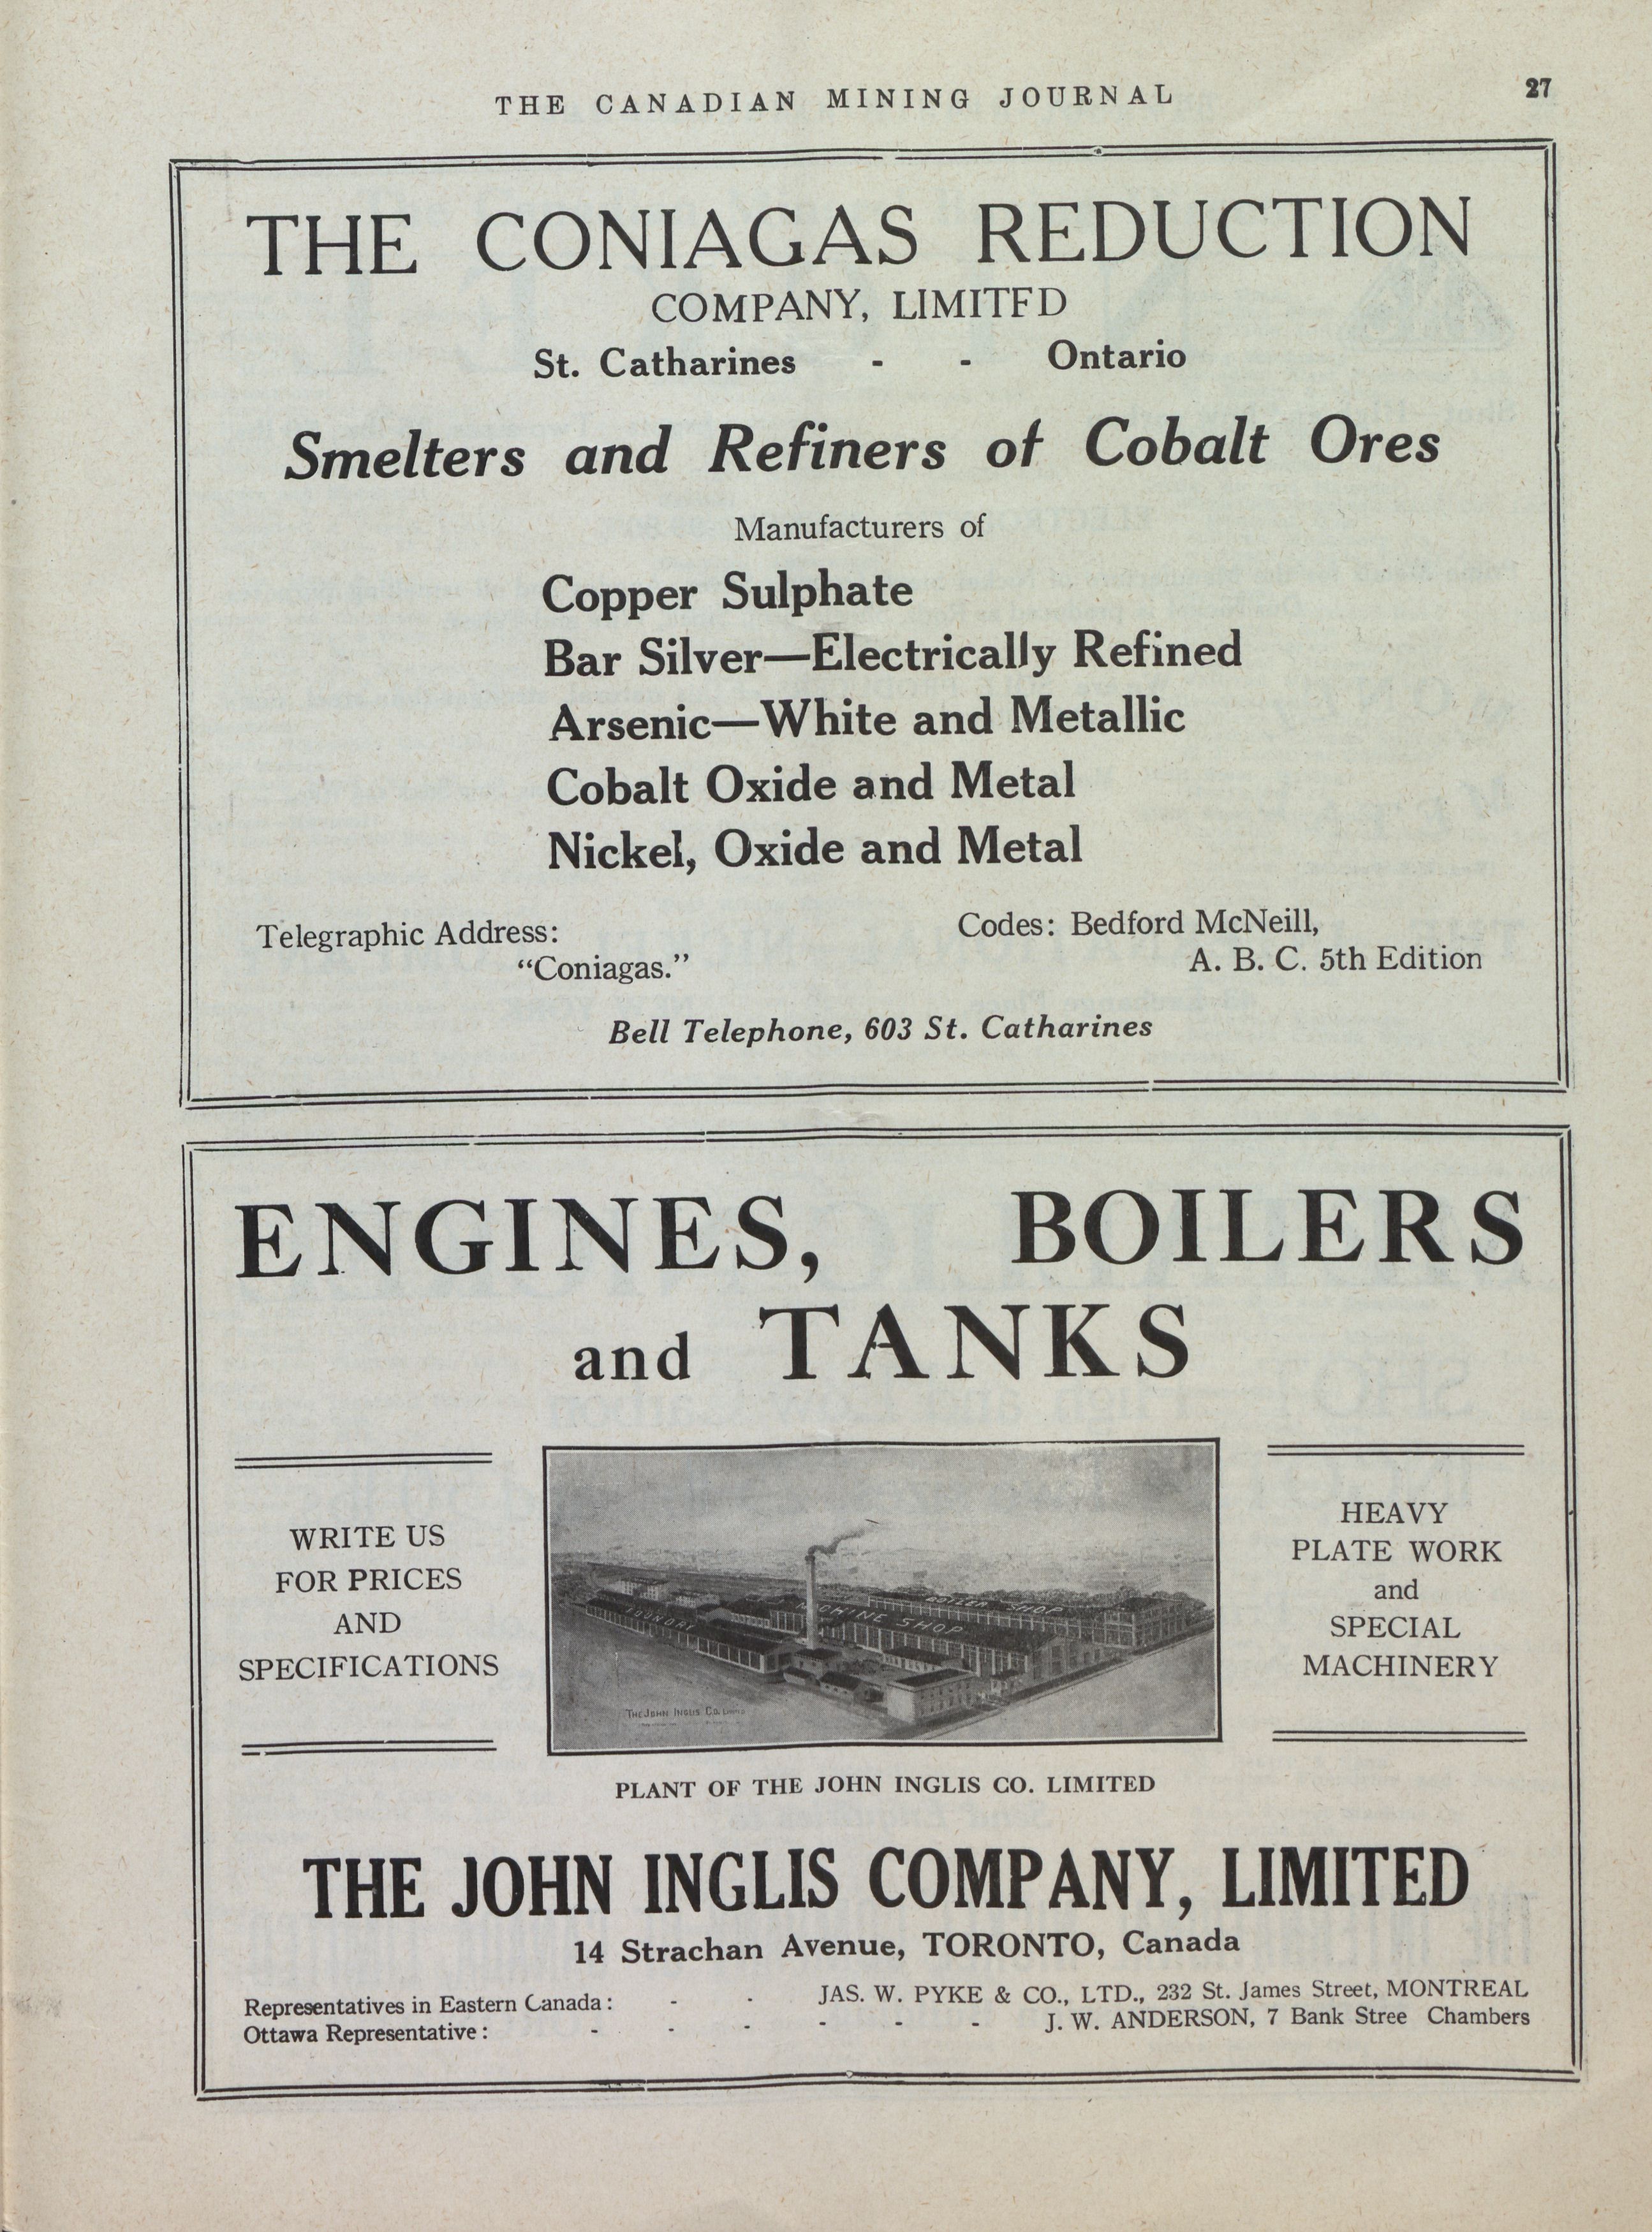 THE CANADIAN MINING JOURNAL 27
THE CONIAGAS REDUCTION
COMPANY, LIMITFD
St. Catharines - - Ontario
Smelters and Refiners of Cobalt Ores
Manufacturers of
Copper Sulphate
Bar Silver—Electrically Refined
Arsenic—White and Metallic
Cobalt Oxide and Metal
Nickel, Oxide and Metal
Telegraphic Address:
"Coniagas."
Codes: Bedford McNeill,
A. B. C. 5th Edition
Bell Telephone, 603 St. Catharines
ENGINES, BOILERS
and TANKS
WRITE US
FOR PRICES
AND
SPECIFICATIONS
FOUNDRY
MACHINE SHOP
BOILER SHOP
THE JOHN INGLIS CO. LIMITED
HEAVY
PLATE WORK
and
SPECIAL
MACHINERY
PLANT OF THE JOHN INGLIS CO. LIMITED
THE JOHN INGLIS COMPANY, LIMITED
14 Strachan Avenue, TORONTO, Canada
Representatives in Eastern Canada: - - JAS. W. PYKE & CO., LTD., 232 St. James Street, MONTREAL
Ottawa Representative: - - - - - - J. W. ANDERSON, 7 Bank Stree Chambers